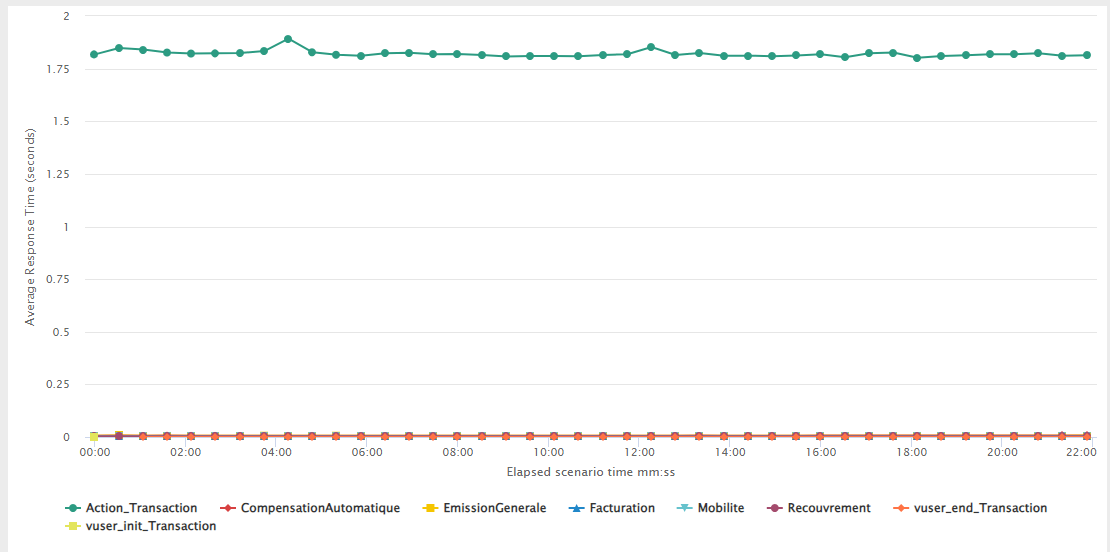 2
1.75
1.5
1.25
1
0.75
0.5
0.25
0
Average Response Time (seconds)
00:00 02:00 04:00 06:00 08:00 10:00 12:00 14:00 16:00 18:00 20:00 22:00
Elapsed scenario time mm:ss
Action_Transaction CompensationAutomatique EmissionGenerale Facturation Mobilite Recouvrement vuser_end_Transaction
vuser_init_Transaction